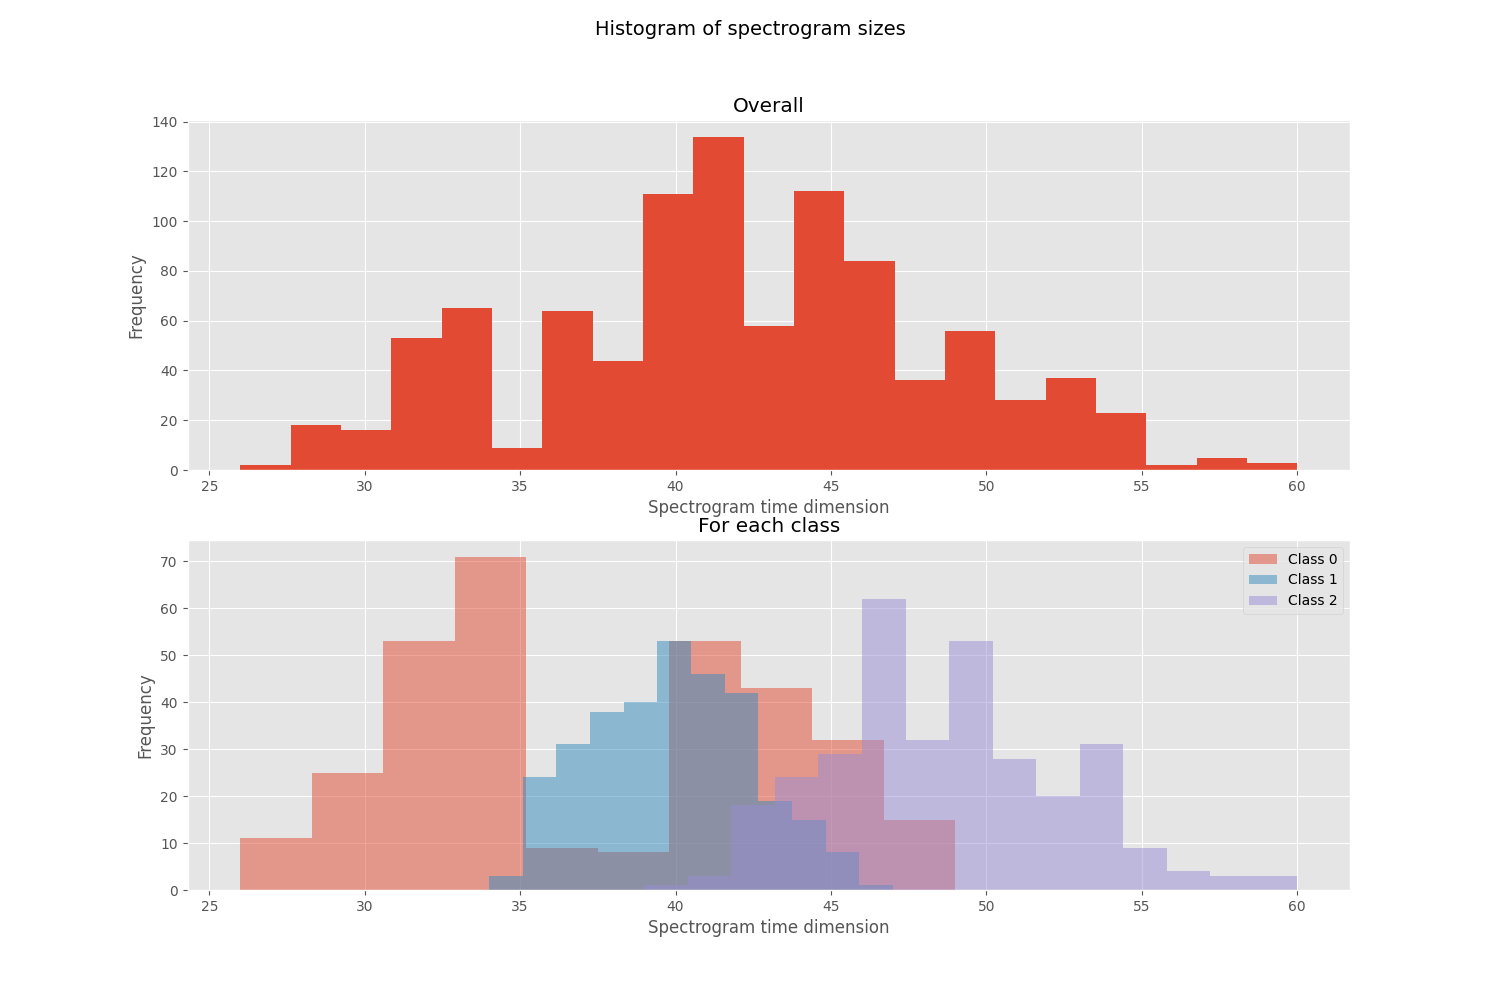 Histogram of spectrogram sizes
Overall
140
120
100
80
60
40
20
0
Frequency
25 30 35 40 45 50 55 60
Spectrogram time dimension
For each class
70
60
50
40
30
20
10
0
Frequency
Class 0
Class 1
Class 2
25 30 35 40 45 50 55 60
Spectrogram time dimension